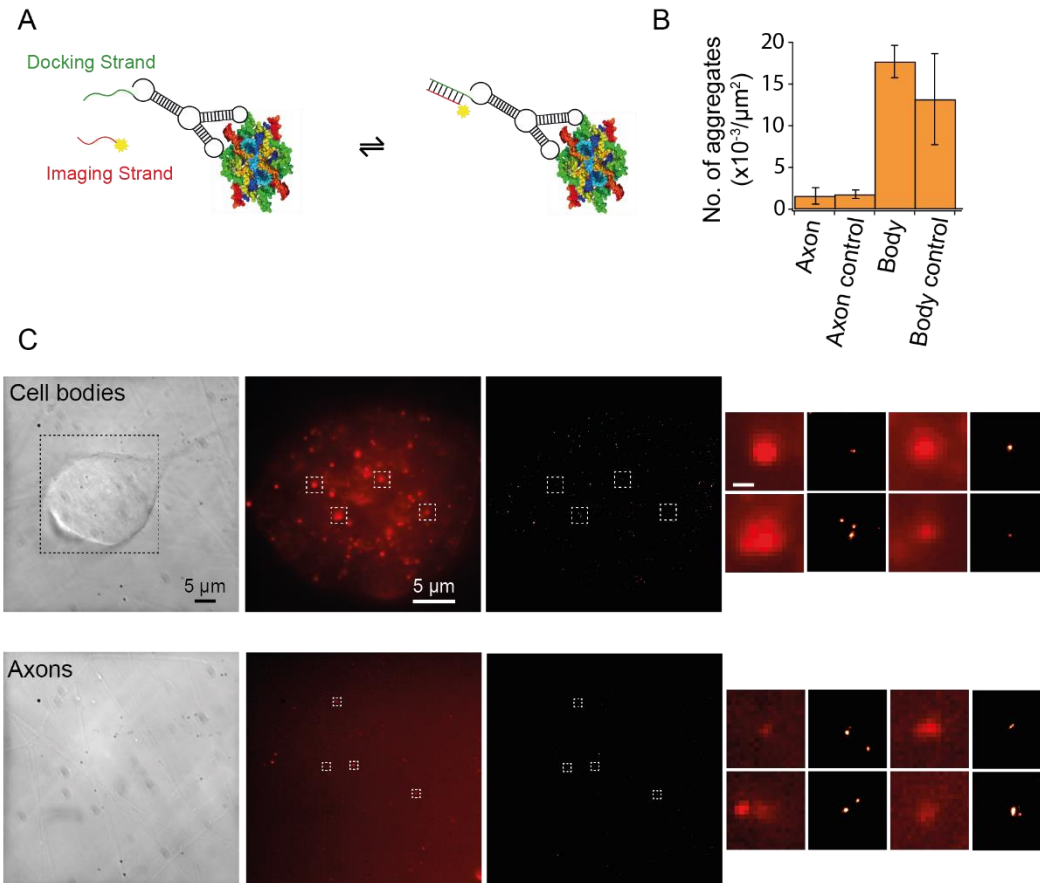 A
Docking Strand
Imaging Strand
⇌
B
No. of aggregates
(x10⁻³/µm²)
20
15
10
5
0
Axon
Axon control
Body
Body control
C
Cell bodies
5 µm
5 µm
Axons